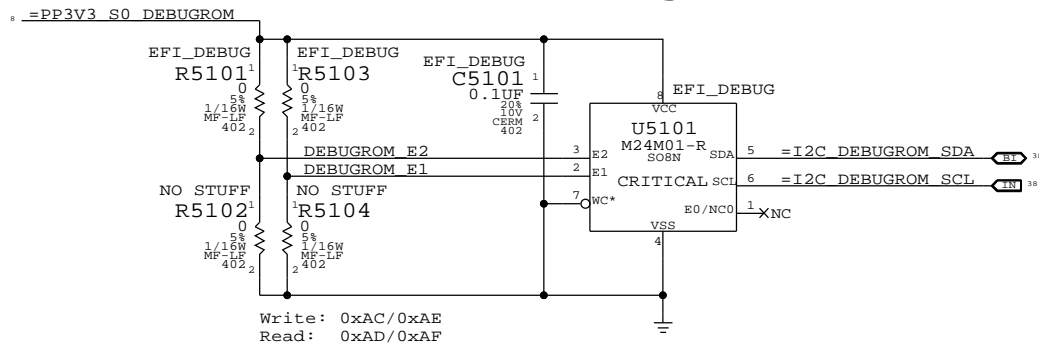 8 =PP3V3_S0_DEBUGROM
EFI_DEBUG
R5101
1
0
5%
1/16W
MF-LF
402
2
EFI_DEBUG
R5103
1
0
5%
1/16W
MF-LF
402
2
EFI_DEBUG
C5101
1
0.1UF
20%
10V
CERM
402
2
EFI_DEBUG
8
VCC
U5101
M24M01-R
SO8N
CRITICAL
DEBUGROM_E2
3 E2
DEBUGROM_E1
2 E1
7 WC*
SDA 5 =I2C_DEBUGROM_SDA BI
SCL 6 =I2C_DEBUGROM_SCL IN 38
E0/NC0 1 NC
VSS
4
NO STUFF
R5102
1
0
5%
1/16W
MF-LF
402
2
NO STUFF
R5104
1
0
5%
1/16W
MF-LF
402
2
Write: 0xAC/0xAE
Read: 0xAD/0xAF